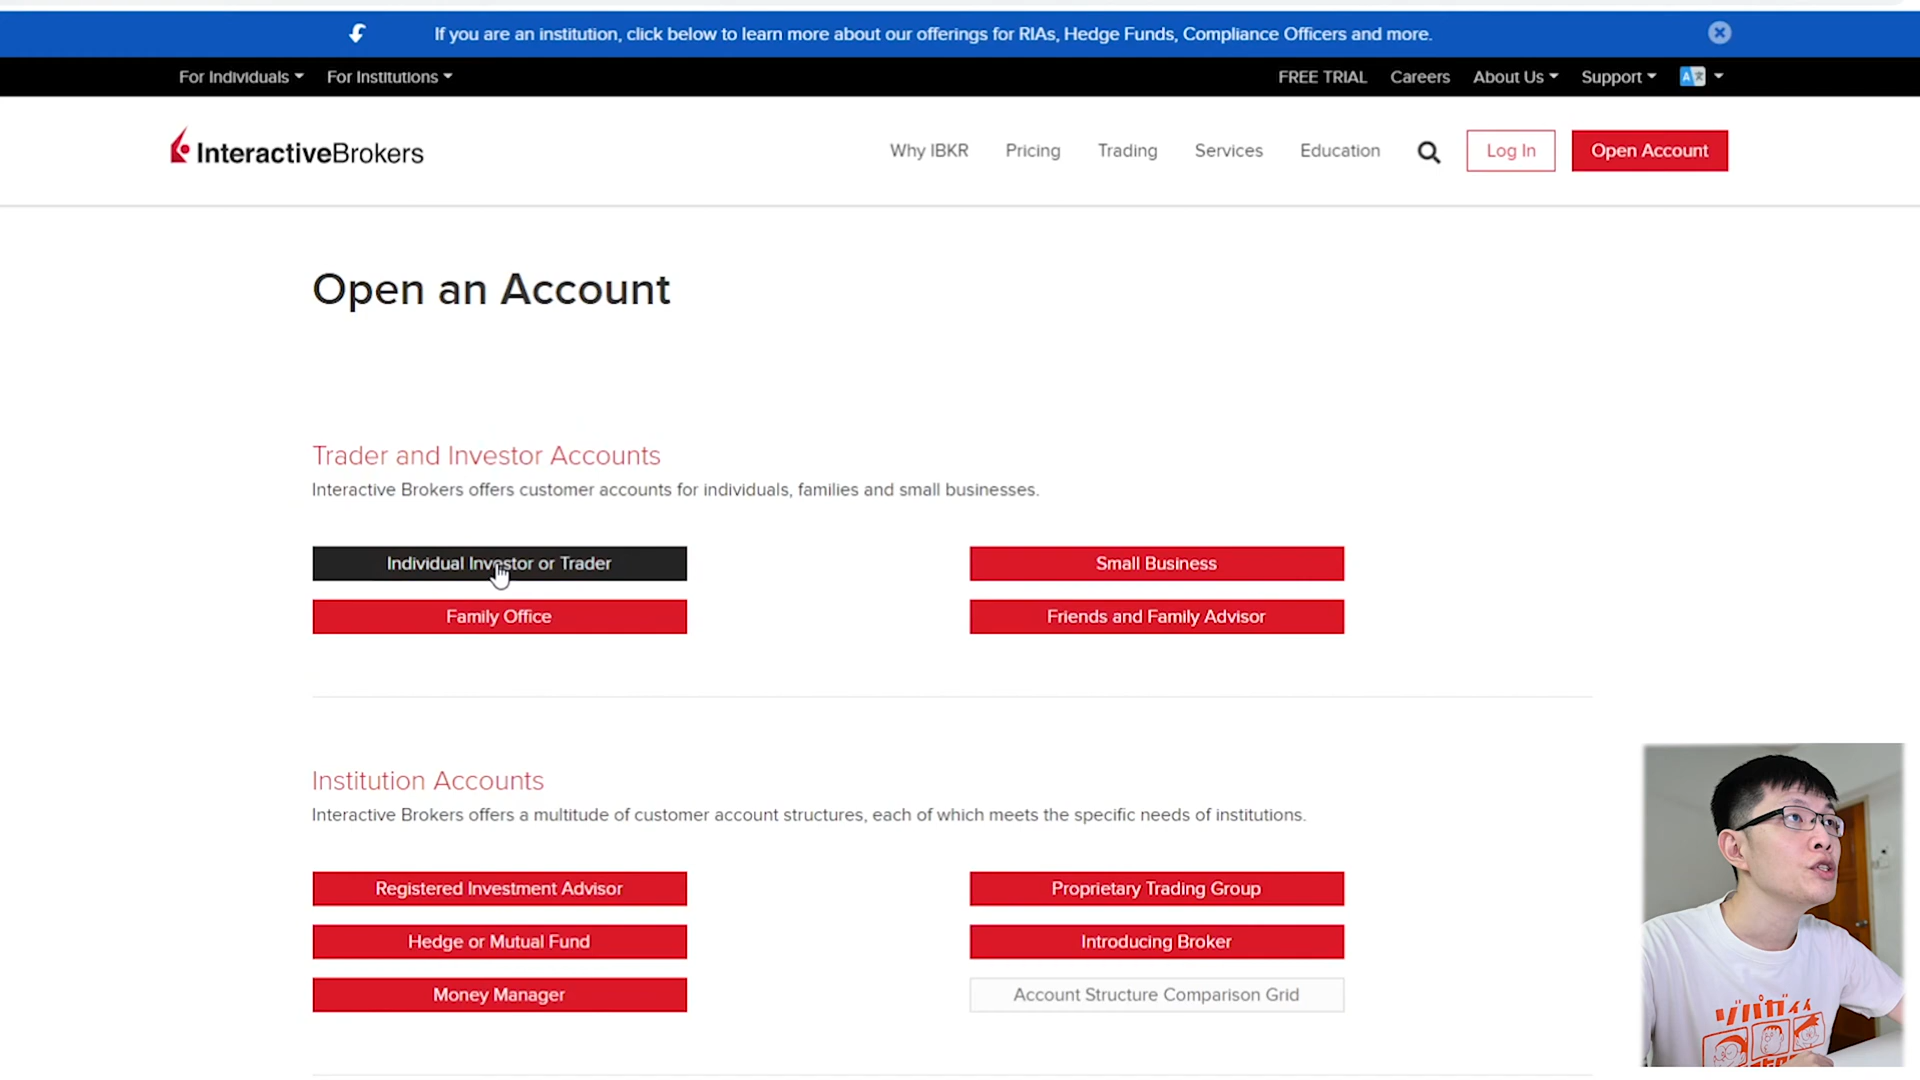 If you are an institution, click below to learn more about our offerings for RIAs, Hedge Funds, Compliance Officers and more.
For Individuals
For Institutions
FREE TRIAL
Careers
About Us
Support
InteractiveBrokers
Why IBKR
Pricing
Trading
Services
Education
Log In
Open Account
Open an Account
Trader and Investor Accounts
Interactive Brokers offers customer accounts for individuals, families and small businesses.
Individual Investor or Trader
Small Business
Family Office
Friends and Family Advisor
Institution Accounts
Interactive Brokers offers a multitude of customer account structures, each of which meets the specific needs of institutions.
Registered Investment Advisor
Proprietary Trading Group
Hedge or Mutual Fund
Introducing Broker
Money Manager
Account Structure Comparison Grid